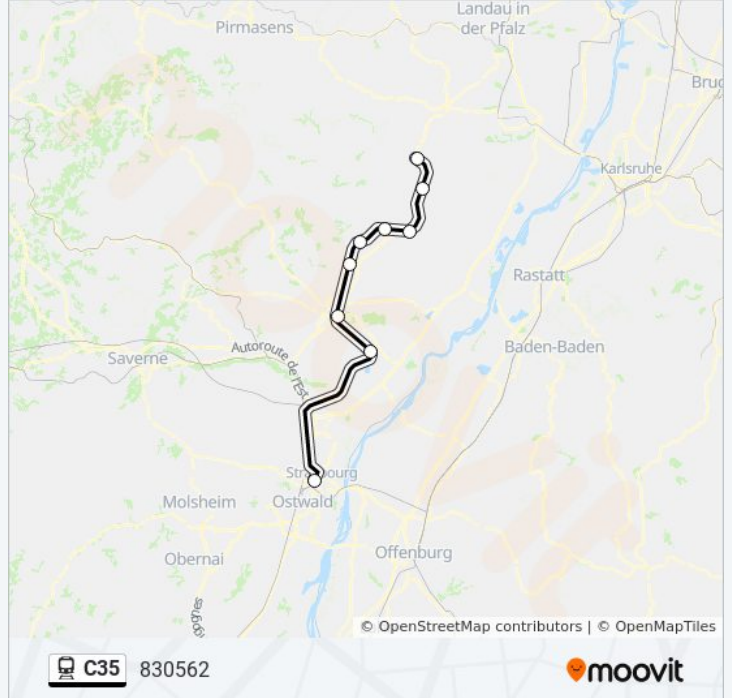 Landau in
der Pfalz
Pirmasens
Karlsruhe
Rastatt
Baden-Baden
Autoroute de l'Est
Saverne
Strasbourg
Molsheim
Ostwald
Obernai
Offenburg
© OpenStreetMap contributors | © OpenMapTiles
C35 830562
moovit